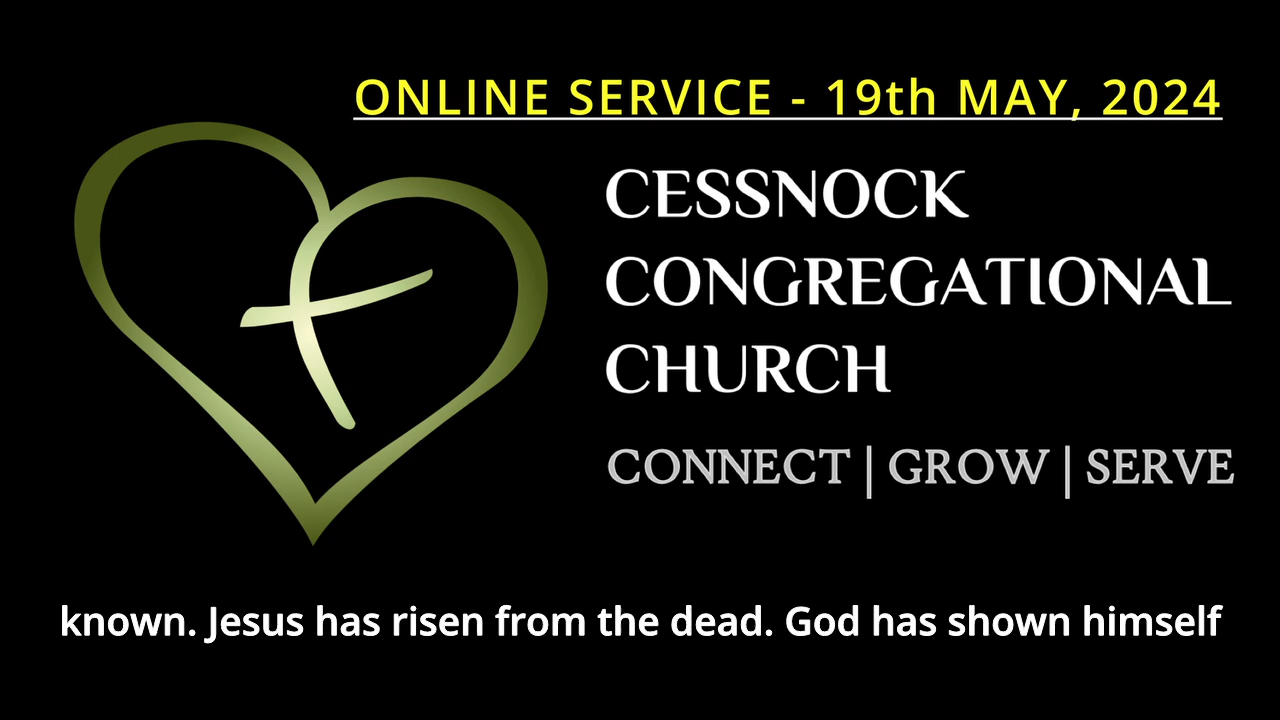 ONLINE SERVICE - 19th MAY, 2024
CESSNOCK
CONGREGATIONAL
CHURCH
CONNECT | GROW | SERVE
known. Jesus has risen from the dead. God has shown himself